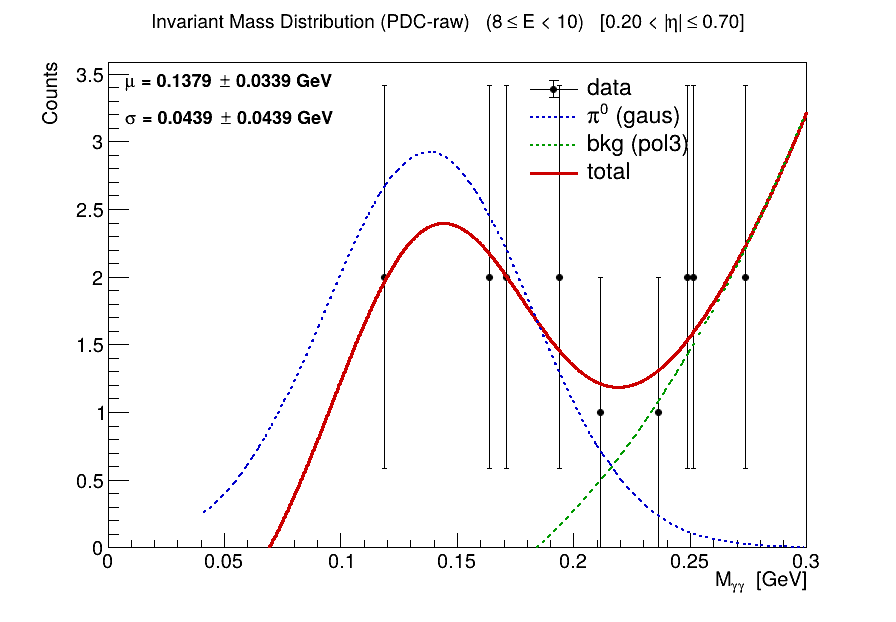 Invariant Mass Distribution (PDC-raw) (8 ≤ E < 10) [0.20 < |η| ≤ 0.70]
Counts
μ = 0.1379 ± 0.0339 GeV
σ = 0.0439 ± 0.0439 GeV
data
π⁰ (gaus)
bkg (pol3)
total
3.5
3
2.5
2
1.5
1
0.5
0
0 0.05 0.1 0.15 0.2 0.25 0.3
M_γγ [GeV]